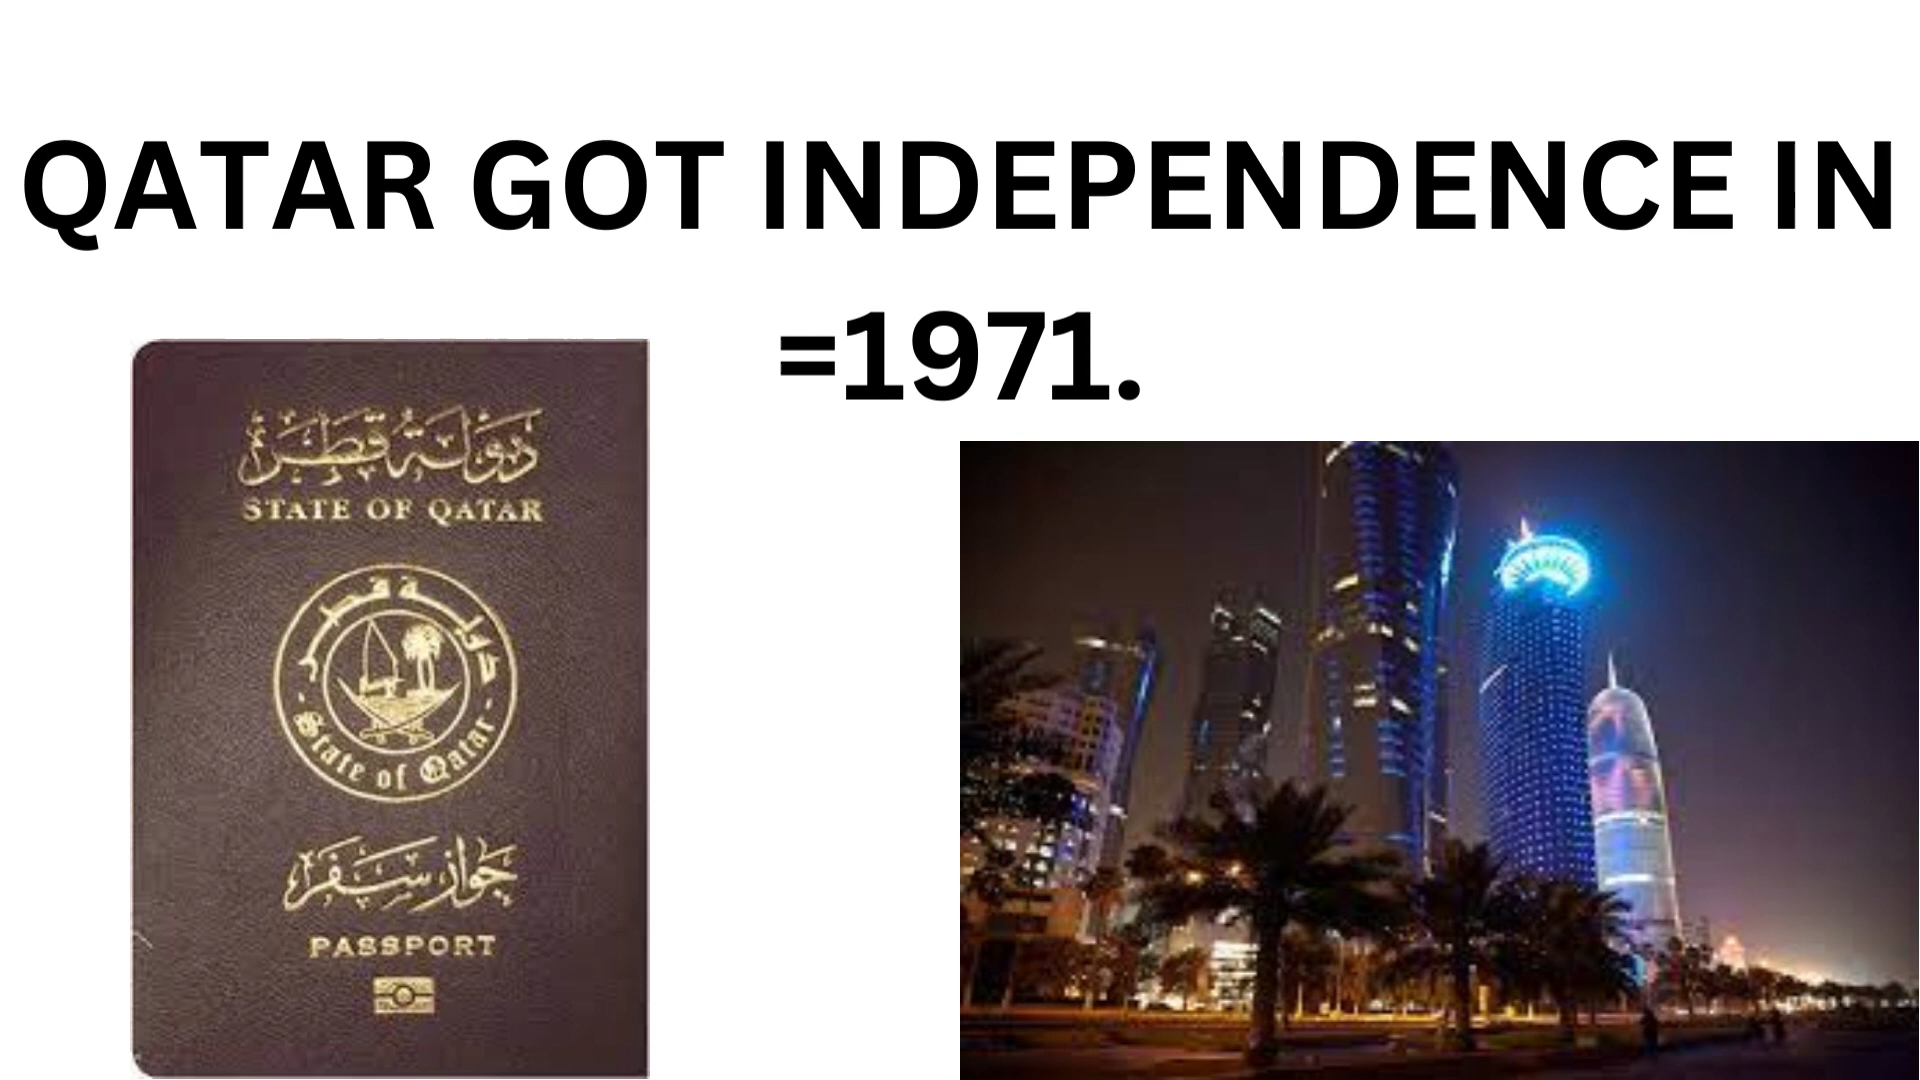 QATAR GOT INDEPENDENCE IN
=1971.
دولة قطر
STATE OF QATAR
دولة قطر
State of Qatar
جواز سفر
PASSPORT